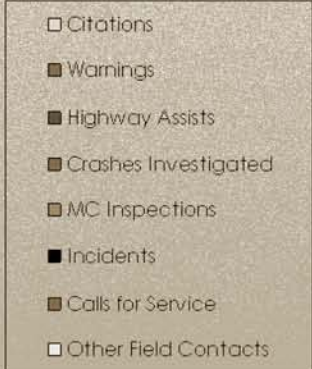 Citations
Warnings
Highway Assists
Crashes Investigated
MC Inspections
Incidents
Calls for Service
Other Field Contacts